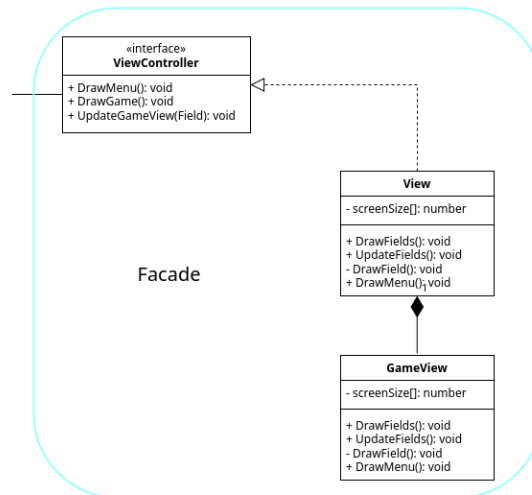 «interface»
ViewController
+ DrawMenu(): void
+ DrawGame(): void
+ UpdateGameView(Field): void
View
- screenSize[]: number
+ DrawFields(): void
+ UpdateFields(): void
- DrawField(): void
+ DrawMenu(): void
1
Facade
GameView
- screenSize[]: number
+ DrawFields(): void
+ UpdateFields(): void
- DrawField(): void
+ DrawMenu(): void